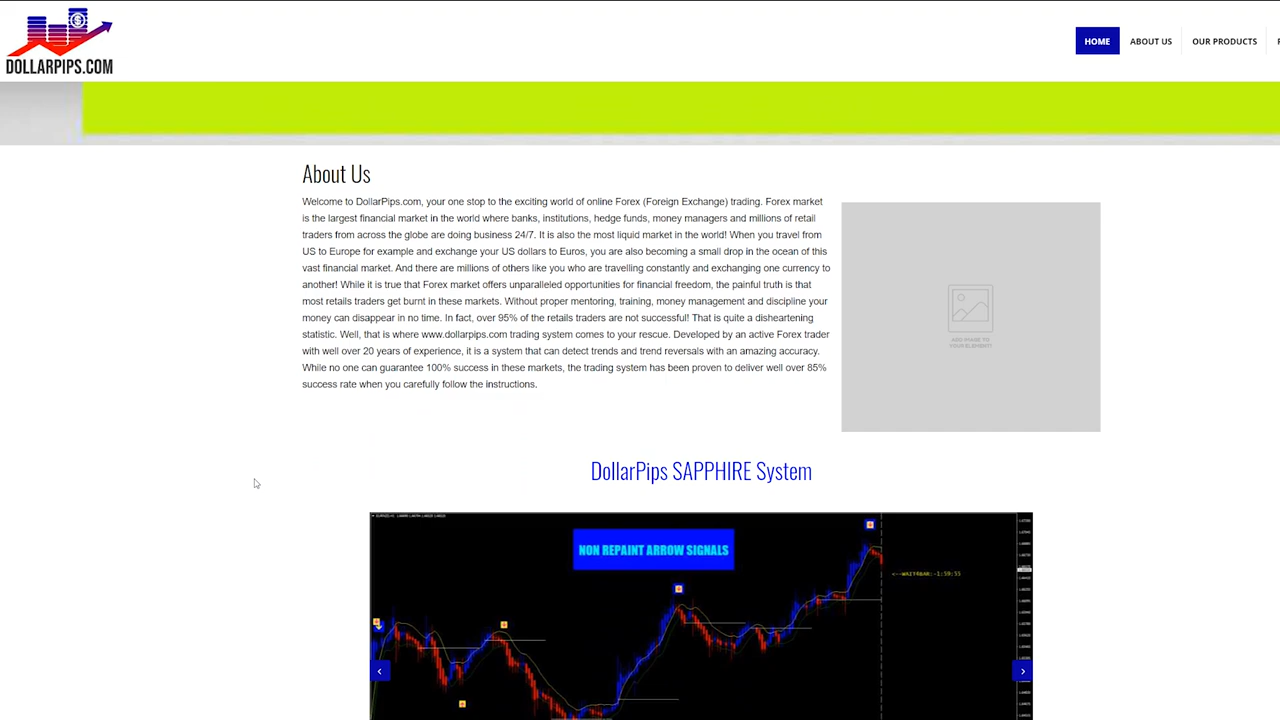 DOLLARPIPS.COM
HOME
ABOUT US
OUR PRODUCTS
About Us
Welcome to DollarPips.com, your one stop to the exciting world of online Forex (Foreign Exchange) trading. Forex market
is the largest financial market in the world where banks, institutions, hedge funds, money managers and millions of retail
traders from across the globe are doing business 24/7. It is also the most liquid market in the world! When you travel from
US to Europe for example and exchange your US dollars to Euros, you are also becoming a small drop in the ocean of this
vast financial market. And there are millions of others like you who are travelling constantly and exchanging one currency to
another! While it is true that Forex market offers unparalleled opportunities for financial freedom, the painful truth is that
most retails traders get burnt in these markets. Without proper mentoring, training, money management and discipline your
money can disappear in no time. In fact, over 95% of the retails traders are not successful! That is quite a disheartening
statistic. Well, that is where www.dollarpips.com trading system comes to your rescue. Developed by an active Forex trader
with well over 20 years of experience, it is a system that can detect trends and trend reversals with an amazing accuracy.
While no one can guarantee 100% success in these markets, the trading system has been proven to deliver well over 85%
success rate when you carefully follow the instructions.
ADD IMAGE TO
YOUR ELEMENT!
DollarPips SAPPHIRE System
NON REPAINT ARROW SIGNALS